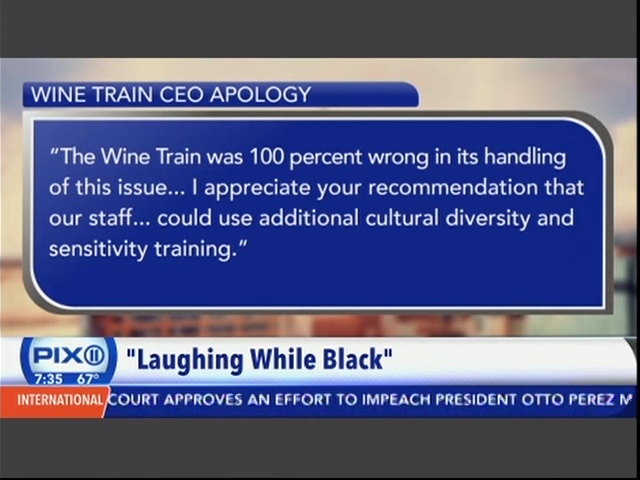 WINE TRAIN CEO APOLOGY
“The Wine Train was 100 percent wrong in its handling
of this issue... I appreciate your recommendation that
our staff... could use additional cultural diversity and
sensitivity training.“
PIX 11
"Laughing While Black"
7:35 67°
INTERNATIONAL COURT APPROVES AN EFFORT TO IMPEACH PRESIDENT OTTO PEREZ M